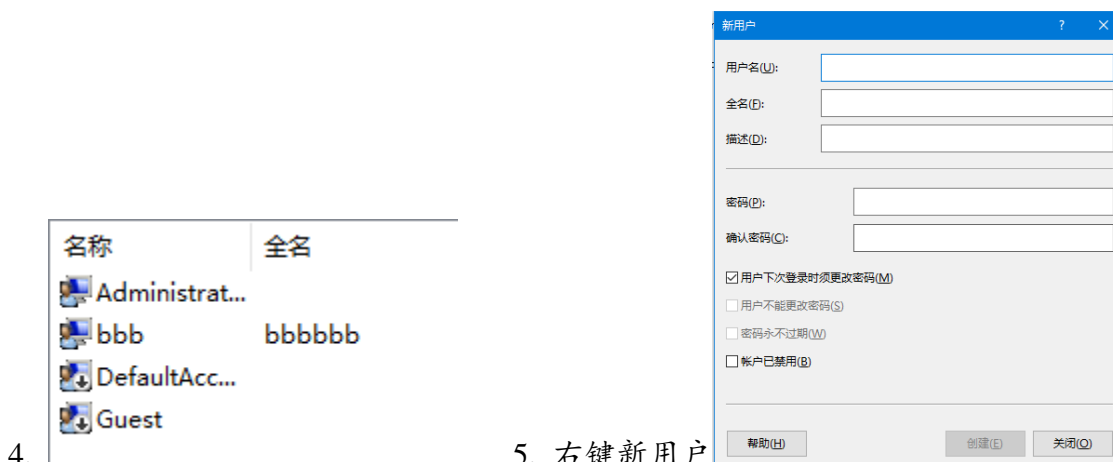 4.
名称 全名
Administrat...
bbb bbbbbb
DefaultAcc...
Guest
5. 右键新用户
新用户 ? ×
用户名(U):
全名(F):
描述(D):
密码(P):
确认密码(C):
用户下次登录时须更改密码(M)
用户不能更改密码(S)
密码永不过期(W)
帐户已禁用(B)
帮助(H) 创建(E) 关闭(O)